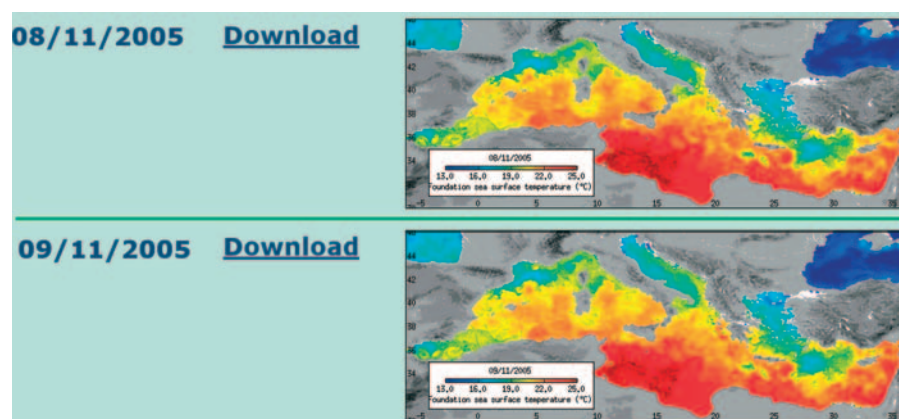 08/11/2005 Download
44
42
40
38
36
34
08/11/2005
13.0 16.0 19.0 22.0 25.0
Foundation sea surface temperature (°C)
-5 0 5 10 15 20 25 30 35
09/11/2005 Download
44
42
40
38
36
34
09/11/2005
13.0 16.0 19.0 22.0 25.0
Foundation sea surface temperature (°C)
-5 0 5 10 15 20 25 30 35